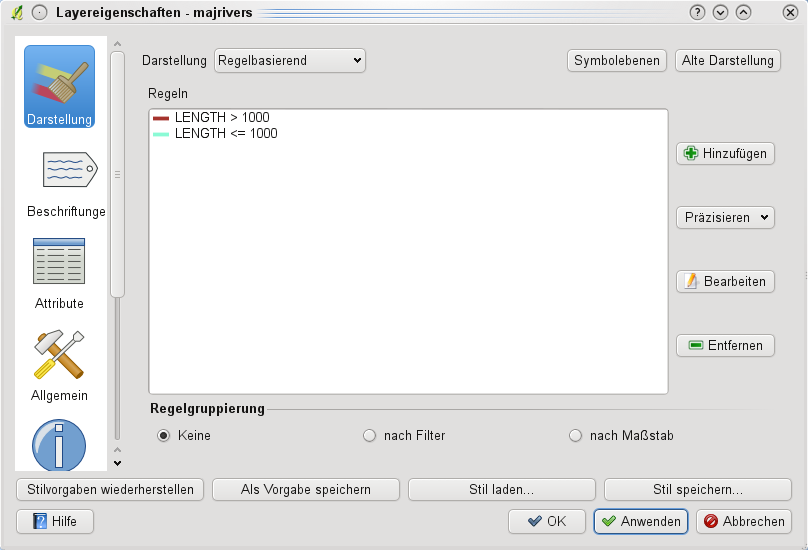 Layereigenschaften - majrivers
Darstellung
Beschriftunge
Attribute
Allgemein
Darstellung Regelbasierend Symbolebenen Alte Darstellung
Regeln
LENGTH > 1000
LENGTH <= 1000
Hinzufügen
Präzisieren
Bearbeiten
Entfernen
Regelgruppierung
Keine nach Filter nach Maßstab
Stilvorgaben wiederherstellen Als Vorgabe speichern Stil laden... Stil speichern...
Hilfe OK Anwenden Abbrechen